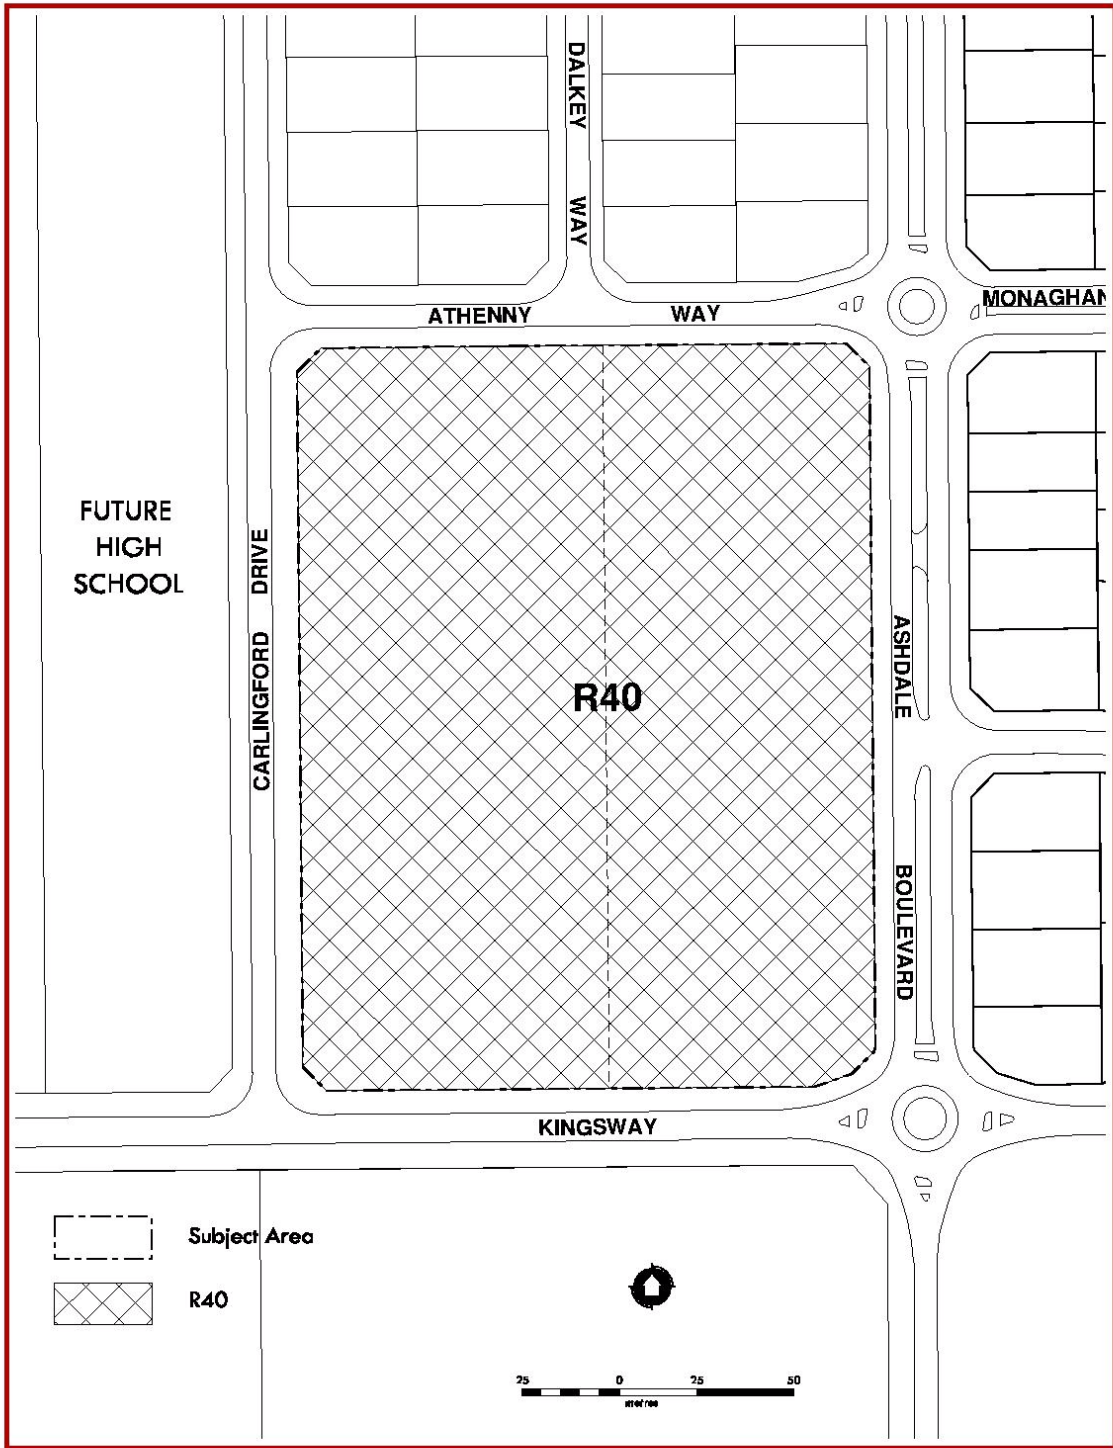 DALKEY
WAY
ATHENNY WAY
MONAGHAN
FUTURE
HIGH
SCHOOL
CARLINGFORD DRIVE
R40
ASHDALE
BOULEVARD
KINGSWAY
Subject Area
R40
25 0 25 50
metres